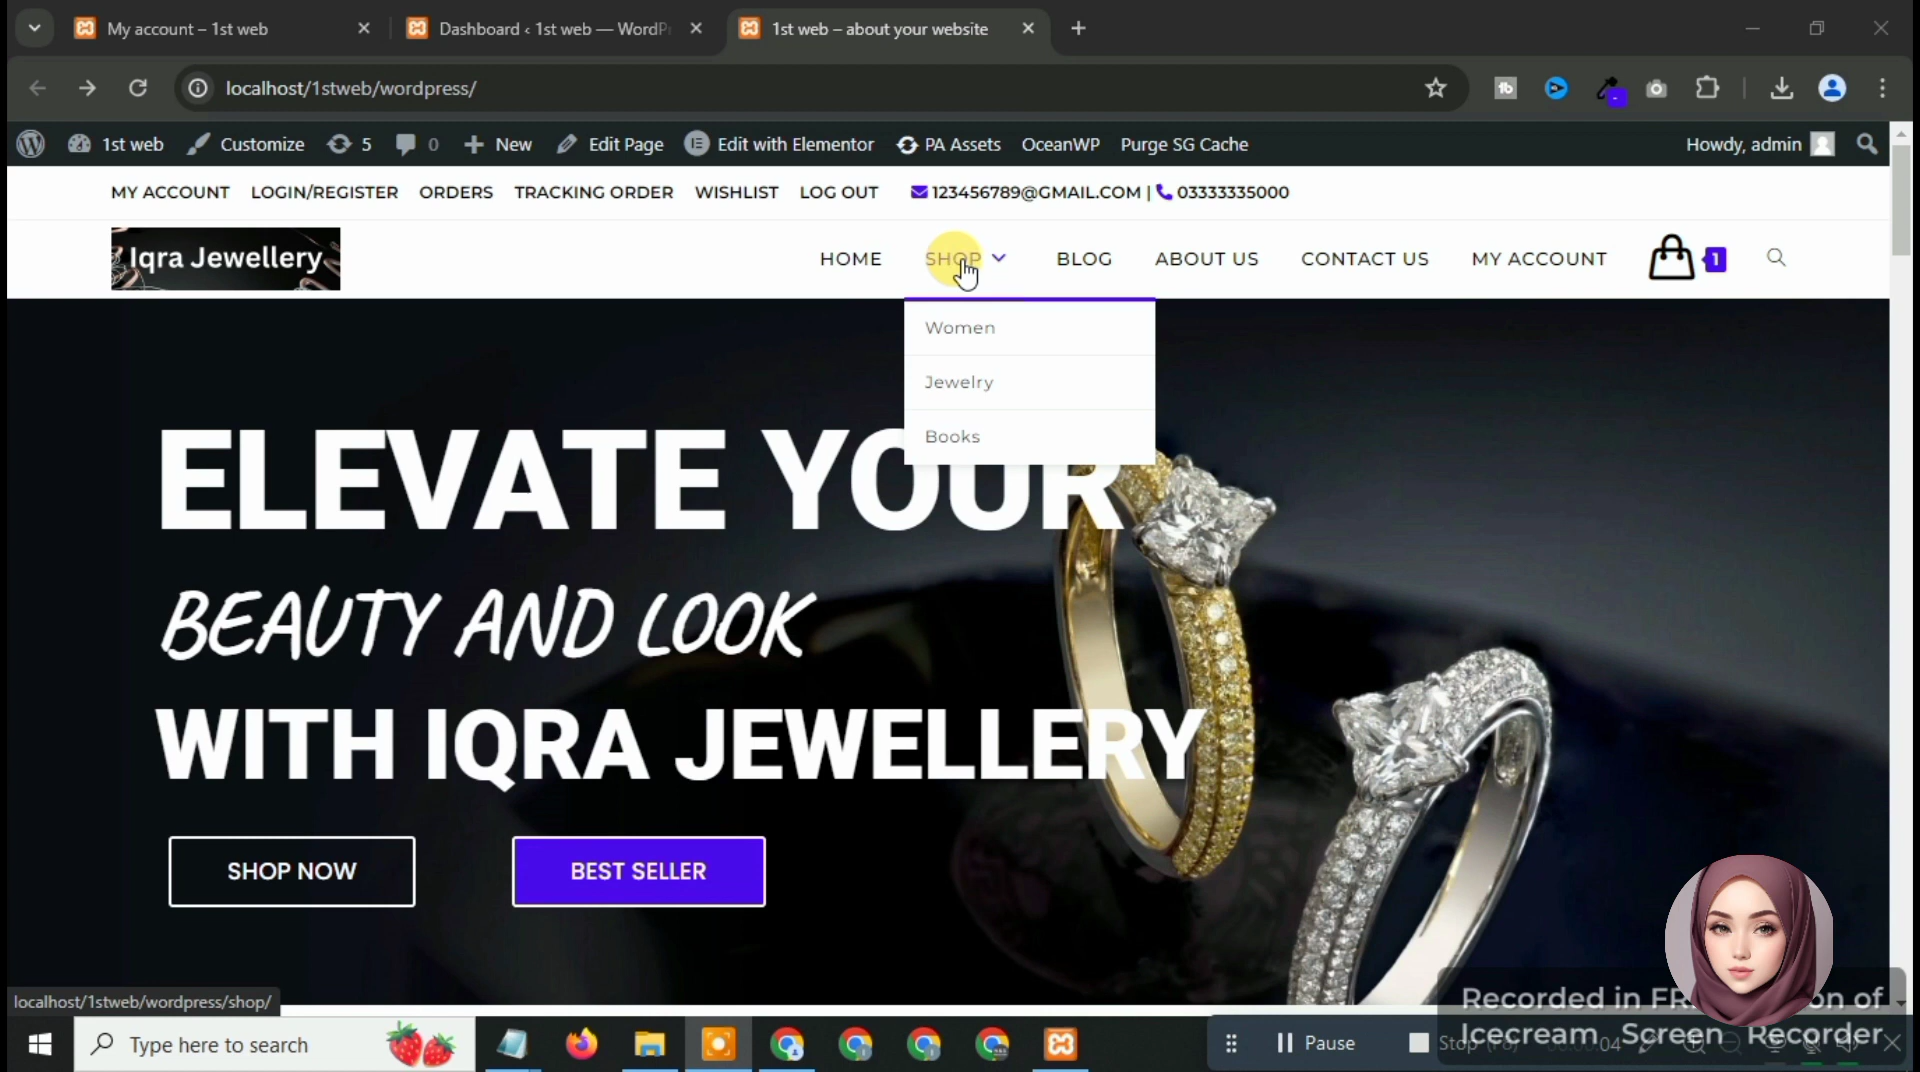 My account – 1st web
Dashboard ‹ 1st web — WordPr
1st web – about your website
localhost/1stweb/wordpress/
1st web
Customize
5
0
New
Edit Page
Edit with Elementor
PA Assets
OceanWP
Purge SG Cache
Howdy, admin
MY ACCOUNT
LOGIN/REGISTER
ORDERS
TRACKING ORDER
WISHLIST
LOG OUT
123456789@GMAIL.COM | 03333335000
Iqra Jewellery
HOME
SHOP
BLOG
ABOUT US
CONTACT US
MY ACCOUNT
1
Women
Jewelry
Books
ELEVATE YOUR
BEAUTY AND LOOK
WITH IQRA JEWELLERY
SHOP NOW
BEST SELLER
localhost/1stweb/wordpress/shop/
Recorded in
on of
Icecream Screen Recorder
Type here to search
Pause
Stop